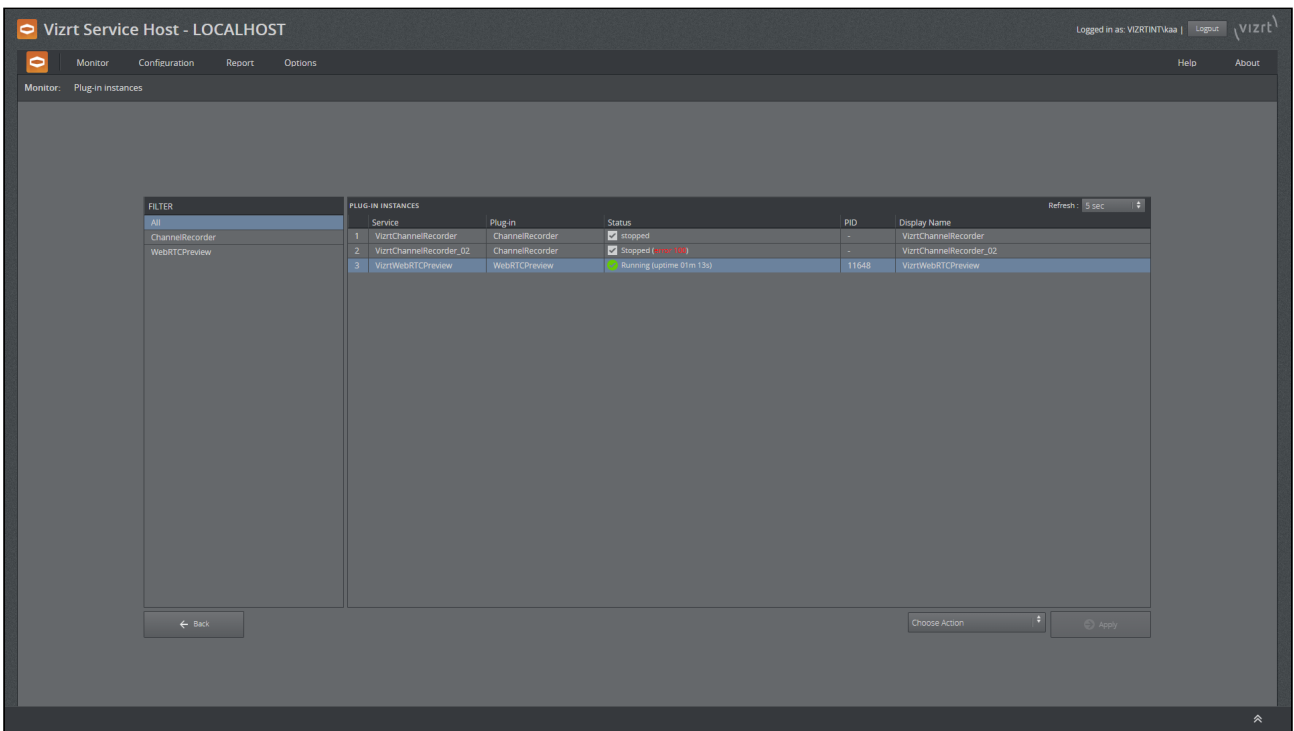 Vizrt Service Host - LOCALHOST
Logged in as: VIZRTINT\kaa | Logout vizrt
Monitor Configuration Report Options Help About
Monitor: Plug-in instances
FILTER
All
ChannelRecorder
WebRTCPreview
PLUG-IN INSTANCES Refresh : 5 sec
Service Plug-in Status PID Display Name
1 VizrtChannelRecorder ChannelRecorder stopped - VizrtChannelRecorder
2 VizrtChannelRecorder_02 ChannelRecorder Stopped ( ) - VizrtChannelRecorder_02
3 VizrtWebRTCPreview WebRTCPreview Running (uptime 01m 13s) 11648 VizrtWebRTCPreview
Back Choose Action Apply